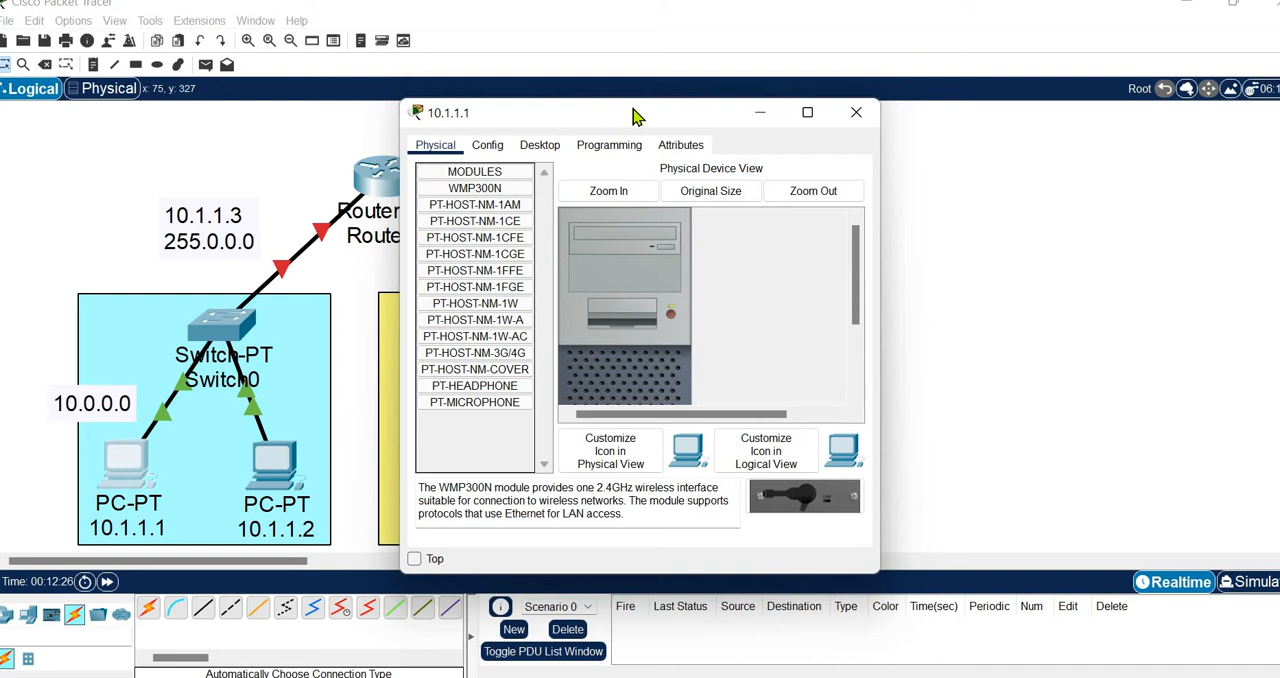 Cisco Packet Tracer
File Edit Options View Tools Extensions Window Help
Logical Physical x: 75, y: 327
Root
10.1.1.1
Physical Config Desktop Programming Attributes
MODULES
WMP300N
PT-HOST-NM-1AM
PT-HOST-NM-1CE
PT-HOST-NM-1CFE
PT-HOST-NM-1CGE
PT-HOST-NM-1FFE
PT-HOST-NM-1FGE
PT-HOST-NM-1W
PT-HOST-NM-1W-A
PT-HOST-NM-1W-AC
PT-HOST-NM-3G/4G
PT-HOST-NM-COVER
PT-HEADPHONE
PT-MICROPHONE
Physical Device View
Zoom In Original Size Zoom Out
Customize
Icon in
Physical View
Customize
Icon in
Logical View
The WMP300N module provides one 2.4GHz wireless interface
suitable for connection to wireless networks. The module supports
protocols that use Ethernet for LAN access.
Top
Router
Route
10.1.1.3
255.0.0.0
Switch-PT
Switch0
10.0.0.0
PC-PT
10.1.1.1
PC-PT
10.1.1.2
Time: 00:12:26
Realtime Simula
Scenario 0
New Delete
Toggle PDU List Window
Fire Last Status Source Destination Type Color Time(sec) Periodic Num Edit Delete
Automatically Choose Connection Type